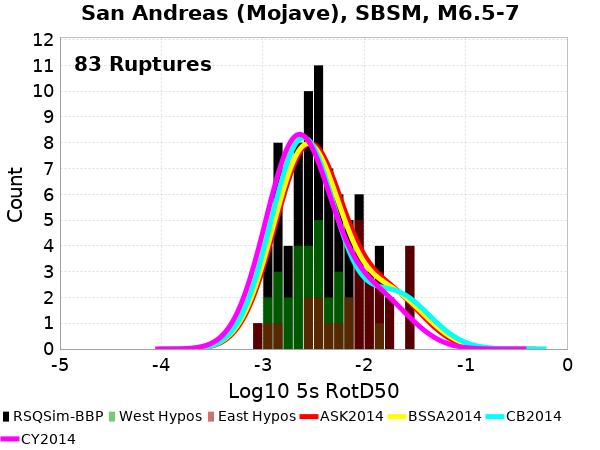 San Andreas (Mojave), SBSM, M6.5-7
83 Ruptures
Count
12
11
10
9
8
7
6
5
4
3
2
1
0
-5 -4 -3 -2 -1 0
Log10 5s RotD50
RSQSim-BBP West Hypos East Hypos ASK2014 BSSA2014 CB2014
CY2014